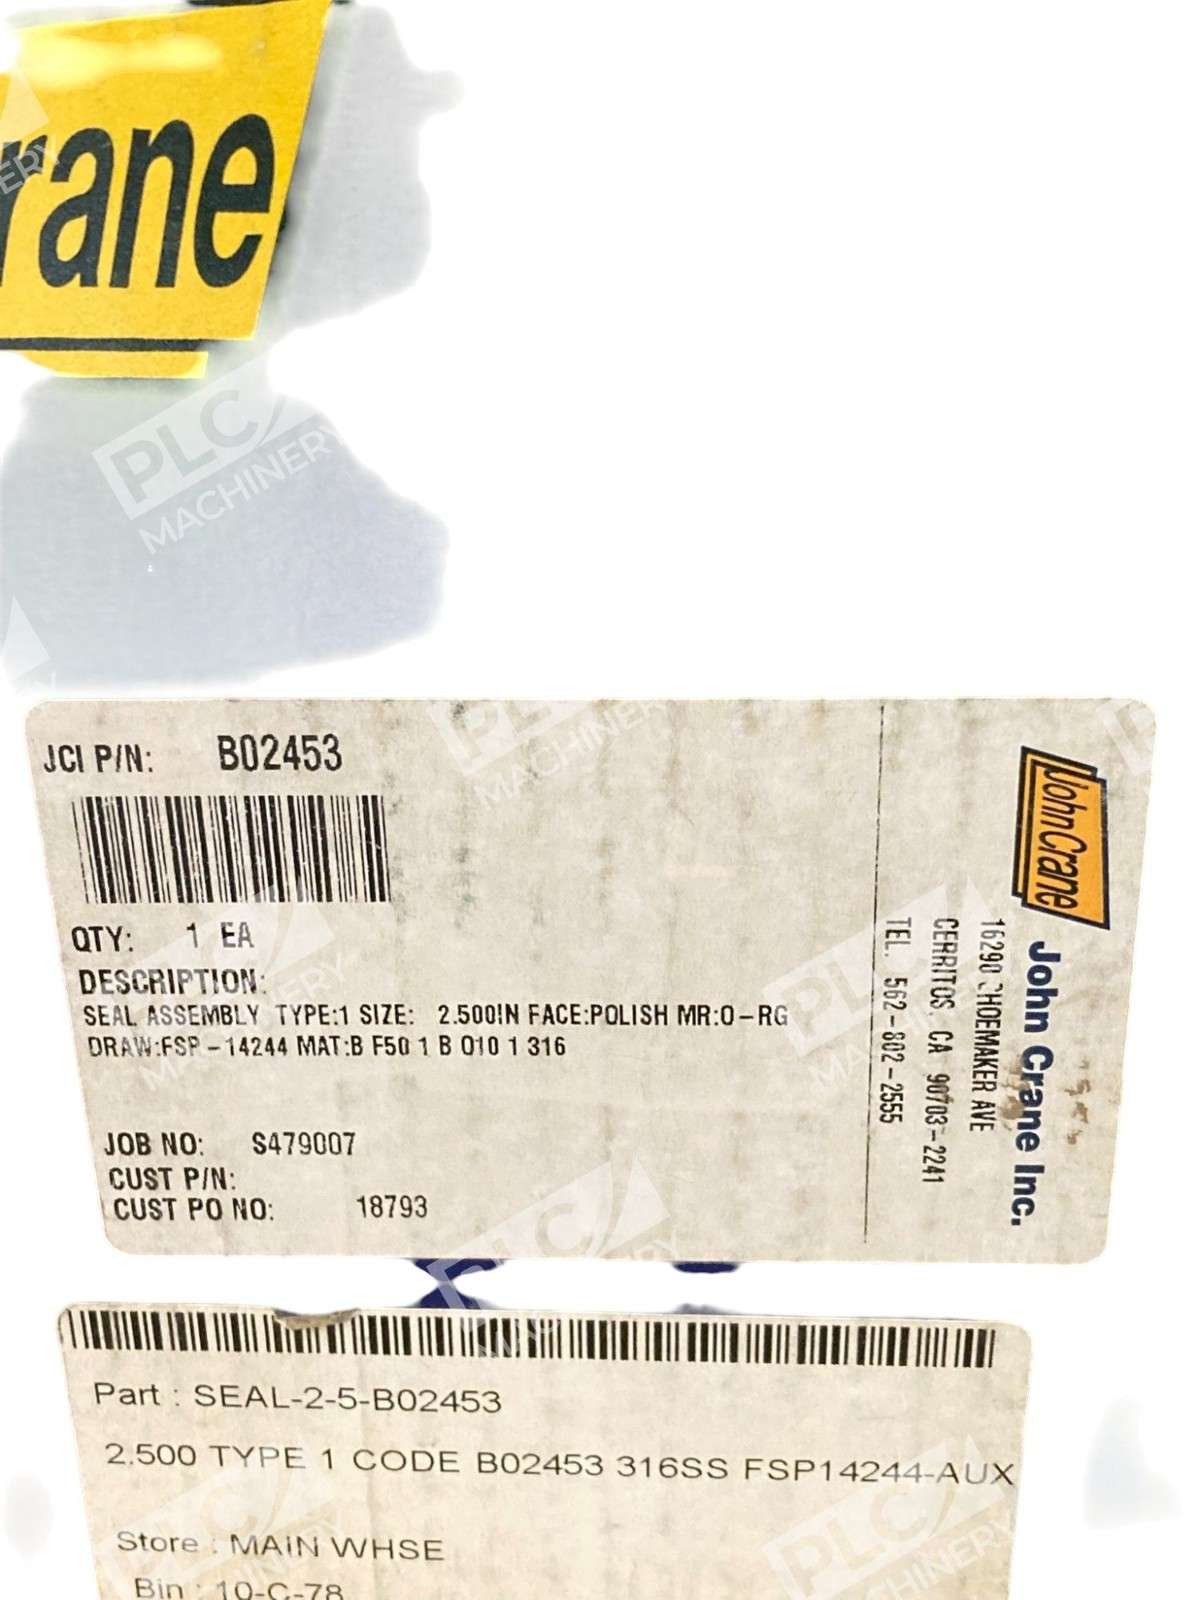 rane
JCI P/N: B02453
QTY: 1 EA
DESCRIPTION:
SEAL ASSEMBLY TYPE:1 SIZE: 2.500IN FACE:POLISH MR:O-RG
DRAW:FSP-14244 MAT:B F50 1 B O10 1 316
JOB NO: S479007
CUST P/N:
CUST PO NO: 18793
John Crane
John Crane Inc.
16290 SHOEMAKER AVE
CERRITOS, CA 90703-2241
TEL. 562-802-2555
Part : SEAL-2-5-B02453
2.500 TYPE 1 CODE B02453 316SS FSP14244-AUX
Store : MAIN WHSE
Bin : 10-C-78
PLC MACHINERY